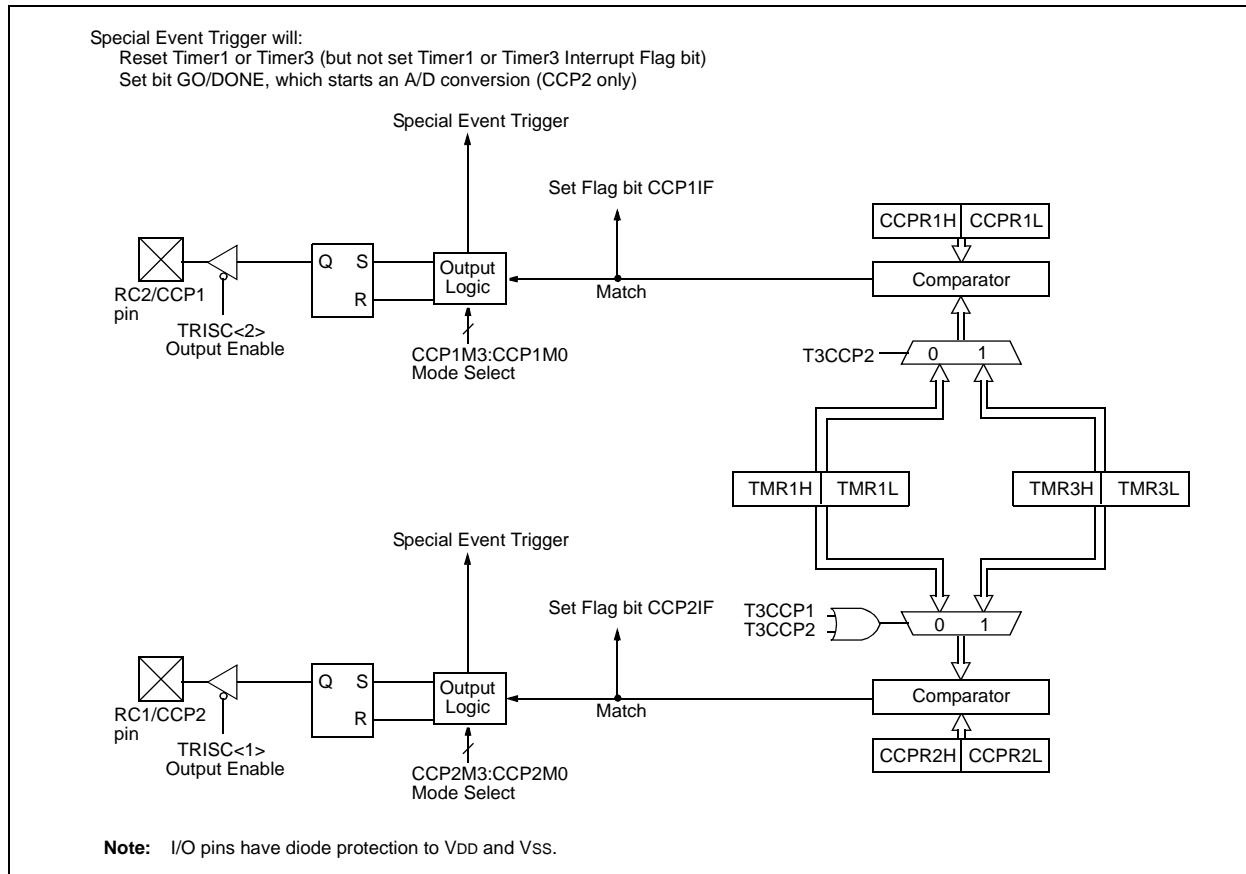 Special Event Trigger will:
Reset Timer1 or Timer3 (but not set Timer1 or Timer3 Interrupt Flag bit)
Set bit GO/DONE, which starts an A/D conversion (CCP2 only)
Special Event Trigger
Set Flag bit CCP1IF
CCPR1H CCPR1L
Q S
R
Output
Logic
Comparator
Match
RC2/CCP1
pin
TRISC<2>
Output Enable
CCP1M3:CCP1M0
Mode Select
T3CCP2
0 1
TMR1H TMR1L
TMR3H TMR3L
Special Event Trigger
Set Flag bit CCP2IF
T3CCP1
T3CCP2
0 1
Q S
R
Output
Logic
Comparator
Match
RC1/CCP2
pin
TRISC<1>
Output Enable
CCP2M3:CCP2M0
Mode Select
CCPR2H CCPR2L
Note: I/O pins have diode protection to VDD and VSS.